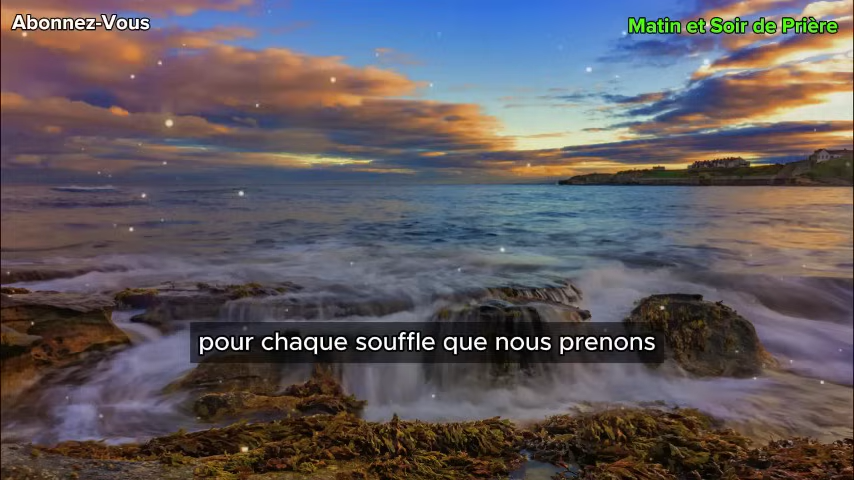 Abonnez-Vous
Matin et Soir de Prière
pour chaque souffle que nous prenons